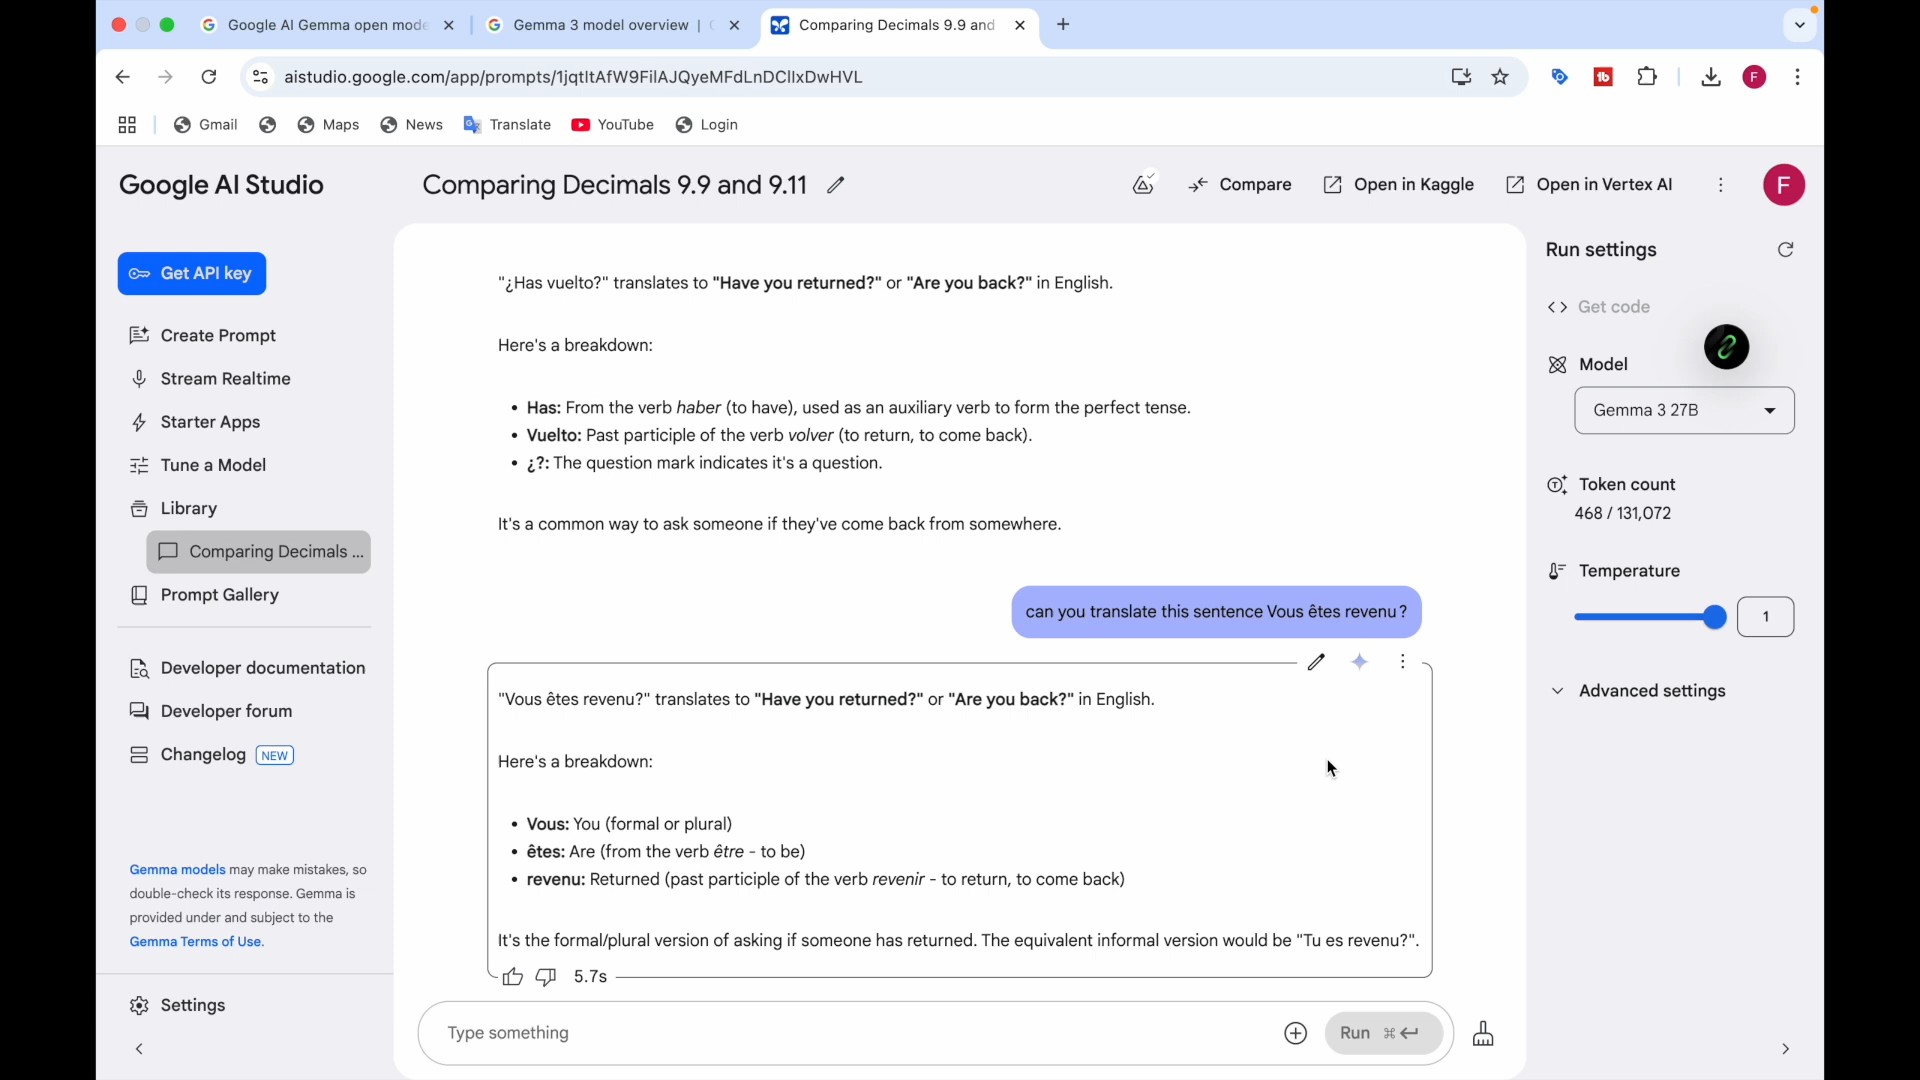 Google AI Gemma open mode
Gemma 3 model overview |
Comparing Decimals 9.9 and
aistudio.google.com/app/prompts/1jqtItAfW9FilAJQyeMFdLnDCIlxDwHVL
F
Gmail
Maps
News
Translate
YouTube
Login
Google AI Studio
Comparing Decimals 9.9 and 9.11
Compare
Open in Kaggle
Open in Vertex AI
F
Get API key
Create Prompt
Stream Realtime
Starter Apps
Tune a Model
Library
Comparing Decimals ...
Prompt Gallery
Developer documentation
Developer forum
Changelog NEW
Gemma models may make mistakes, so
double-check its response. Gemma is
provided under and subject to the
Gemma Terms of Use.
Settings
"¿Has vuelto?" translates to "Have you returned?" or "Are you back?" in English.
Here's a breakdown:
• Has: From the verb haber (to have), used as an auxiliary verb to form the perfect tense.
• Vuelto: Past participle of the verb volver (to return, to come back).
• ¿?: The question mark indicates it's a question.
It's a common way to ask someone if they've come back from somewhere.
can you translate this sentence Vous êtes revenu ?
"Vous êtes revenu?" translates to "Have you returned?" or "Are you back?" in English.
Here's a breakdown:
• Vous: You (formal or plural)
• êtes: Are (from the verb être - to be)
• revenu: Returned (past participle of the verb revenir - to return, to come back)
It's the formal/plural version of asking if someone has returned. The equivalent informal version would be "Tu es revenu?".
5.7s
Type something
Run ⌘↵
Run settings
Get code
Model
Gemma 3 27B
Token count
468 / 131,072
Temperature
1
Advanced settings